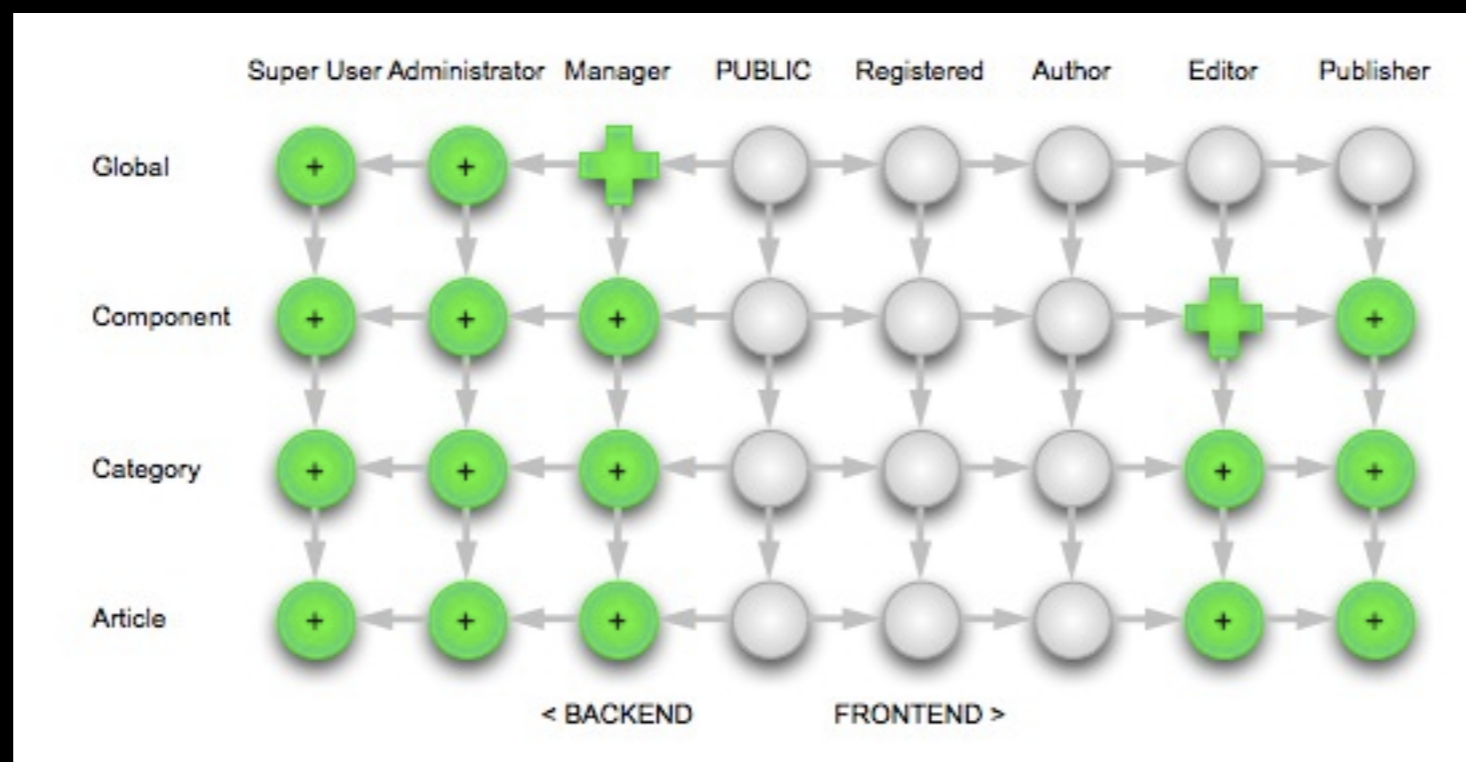 Super User Administrator Manager PUBLIC Registered Author Editor Publisher
Global + +
Component + + + +
Category + + + + +
Article + + + + +
< BACKEND FRONTEND >